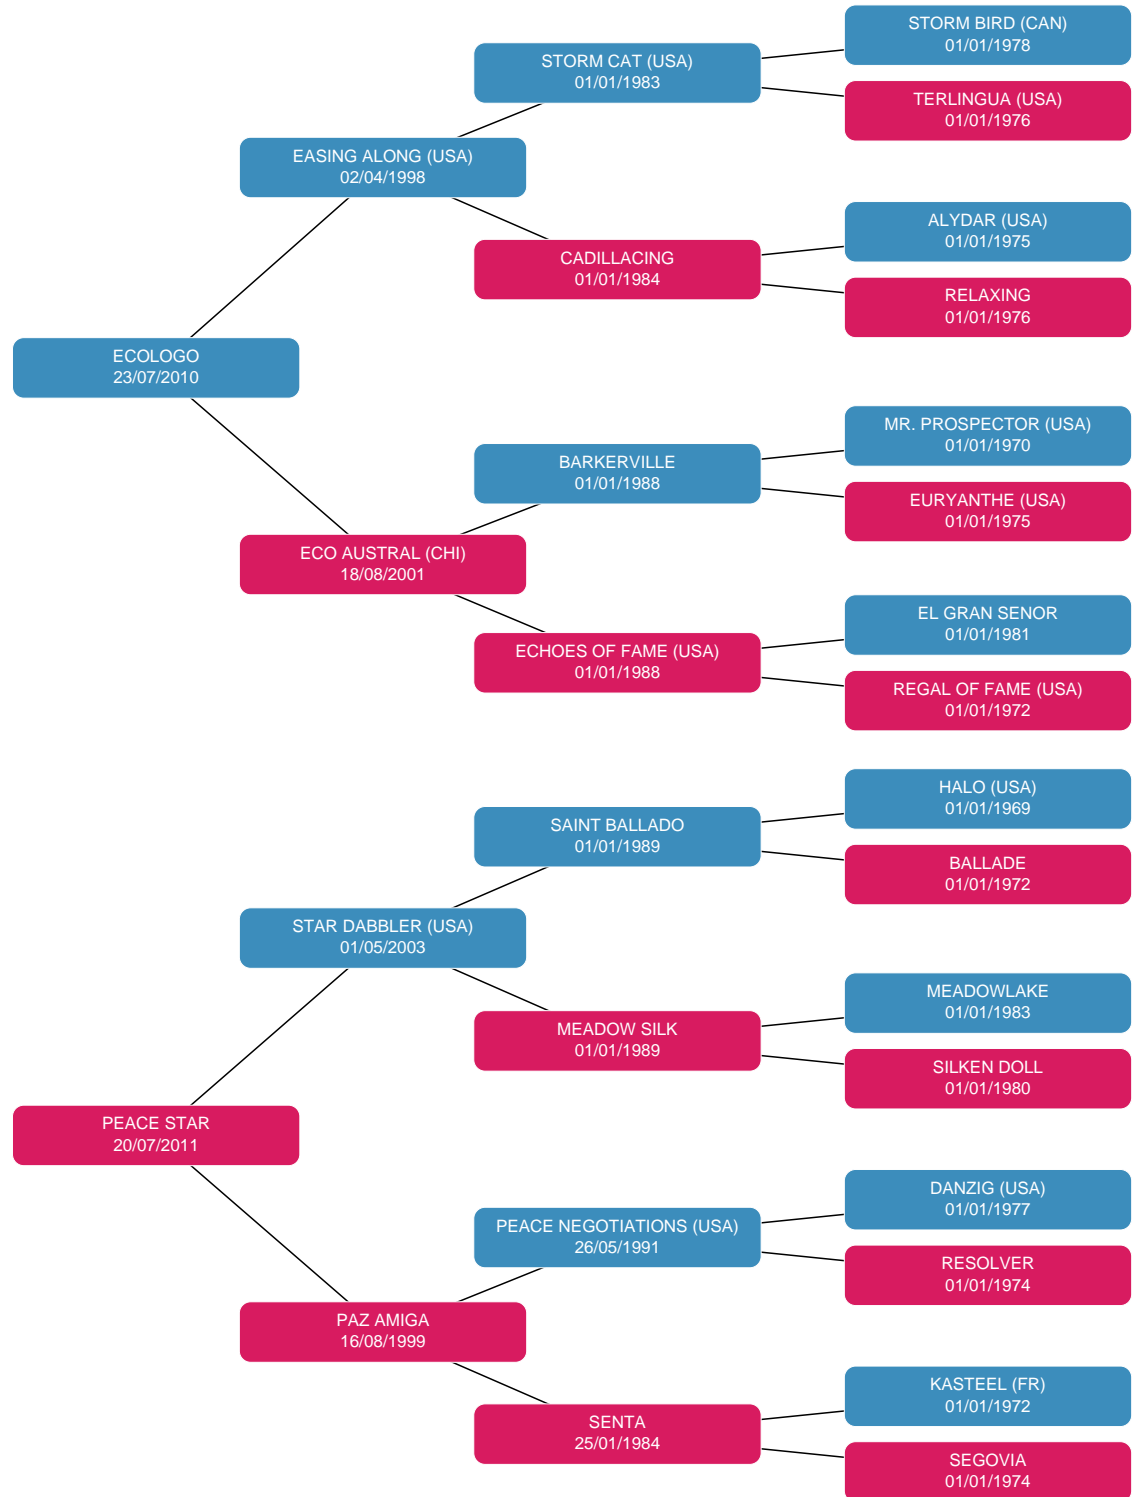 STORM BIRD (CAN)
01/01/1978
STORM CAT (USA)
01/01/1983
TERLINGUA (USA)
01/01/1976
EASING ALONG (USA)
02/04/1998
ALYDAR (USA)
01/01/1975
CADILLACING
01/01/1984
RELAXING
01/01/1976
ECOLOGO
23/07/2010
MR. PROSPECTOR (USA)
01/01/1970
BARKERVILLE
01/01/1988
EURYANTHE (USA)
01/01/1975
ECO AUSTRAL (CHI)
18/08/2001
EL GRAN SENOR
01/01/1981
ECHOES OF FAME (USA)
01/01/1988
REGAL OF FAME (USA)
01/01/1972
HALO (USA)
01/01/1969
SAINT BALLADO
01/01/1989
BALLADE
01/01/1972
STAR DABBLER (USA)
01/05/2003
MEADOWLAKE
01/01/1983
MEADOW SILK
01/01/1989
SILKEN DOLL
01/01/1980
PEACE STAR
20/07/2011
DANZIG (USA)
01/01/1977
PEACE NEGOTIATIONS (USA)
26/05/1991
RESOLVER
01/01/1974
PAZ AMIGA
16/08/1999
KASTEEL (FR)
01/01/1972
SENTA
25/01/1984
SEGOVIA
01/01/1974